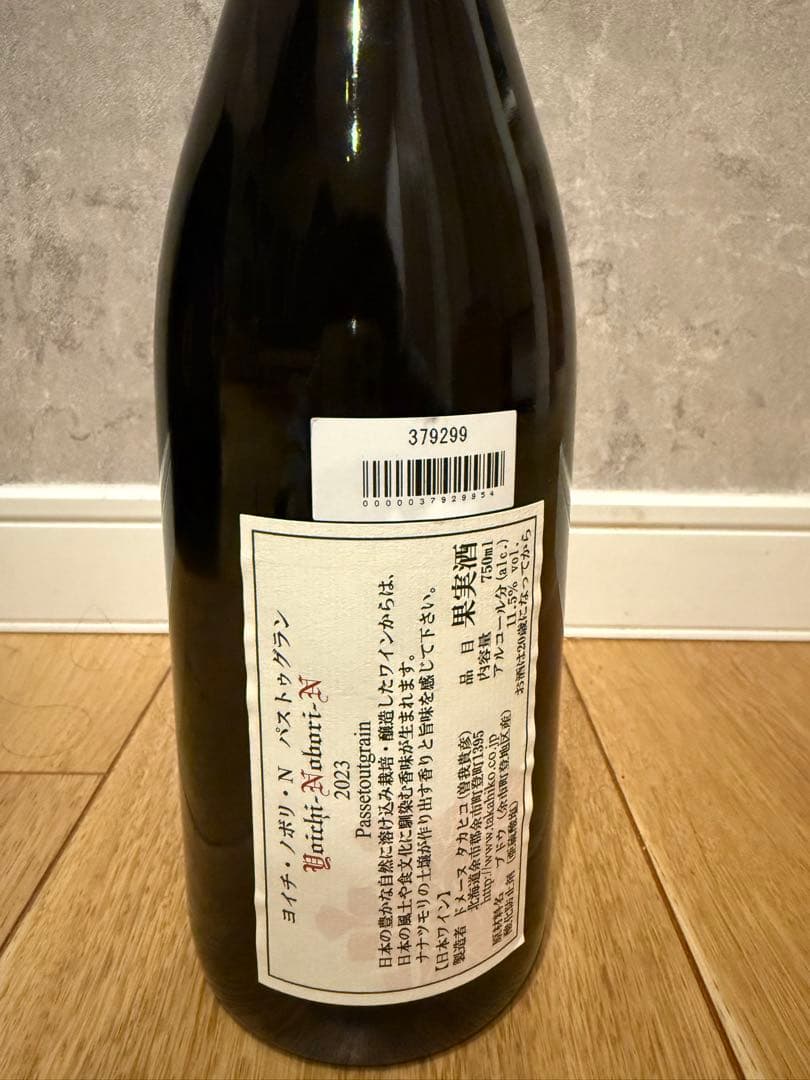 379299
0000037929954
ヨイチ・ノボリ・N パストゥグラン
Yoichi-Nobori-N
2023
Passetoutgrain
日本の豊かな自然に溶け込み栽培・醸造したワインからは、
日本の風土や食文化に馴染む香味が生まれます。
ナナツモリの土壌が作り出す香りと旨味を感じて下さい。
【日本ワイン】
製造者 ドメーヌ タカヒコ(曽我貴彦)
北海道余市郡余市町登町1395
http://www.takahiko.co.jp
原材料名 ブドウ(余市町登地区産)
酸化防止剤(亜硫酸塩)
品目 果実酒
内容量 750ml
アルコール分(alc.)
11.5% vol.
お酒は20歳になってから